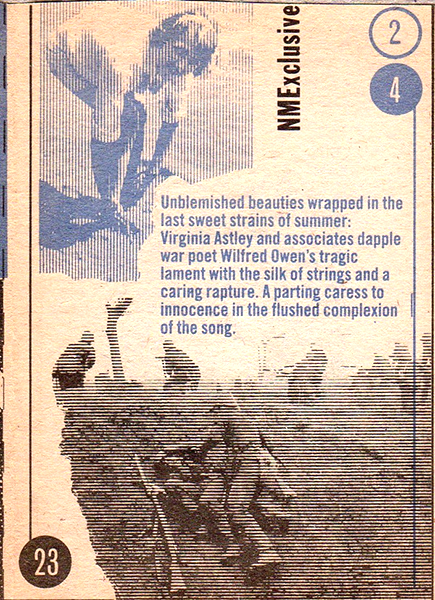 2
4
NMExclusive
Unblemished beauties wrapped in the
last sweet strains of summer:
Virginia Astley and associates dapple
war poet Wilfred Owen's tragic
lament with the silk of strings and a
caring rapture. A parting caress to
innocence in the flushed complexion
of the song.
23